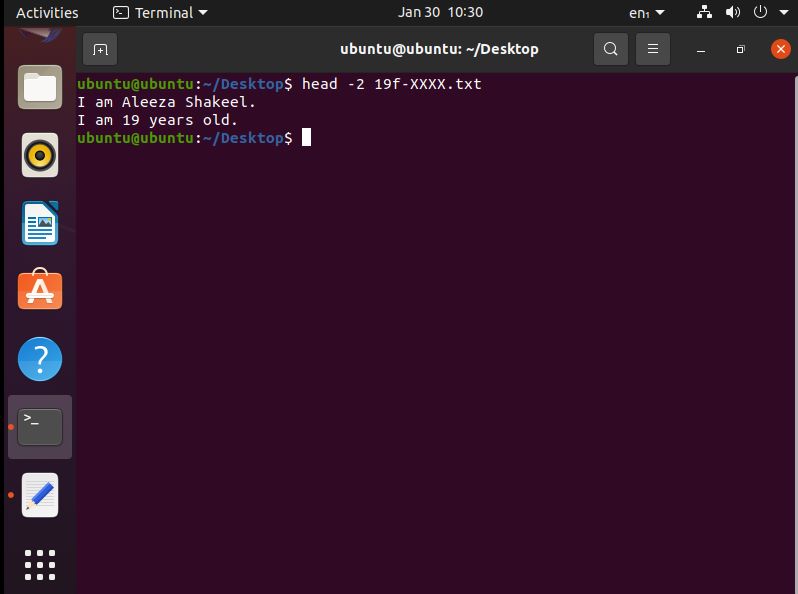 Activities
Terminal
Jan 30 10:30
en₁
ubuntu@ubuntu: ~/Desktop
ubuntu@ubuntu:~/Desktop$ head -2 19f-XXXX.txt
I am Aleeza Shakeel.
I am 19 years old.
ubuntu@ubuntu:~/Desktop$